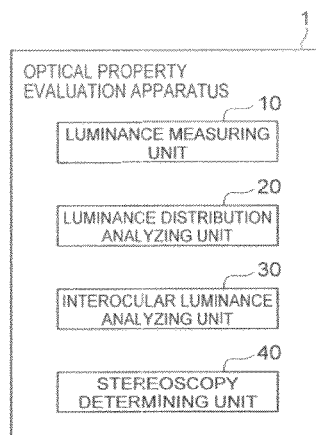 1
OPTICAL PROPERTY
EVALUATION APPARATUS
10
LUMINANCE MEASURING
UNIT
20
LUMINANCE DISTRIBUTION
ANALYZING UNIT
30
INTEROCULAR LUMINANCE
ANALYZING UNIT
40
STEREOSCOPY
DETERMINING UNIT